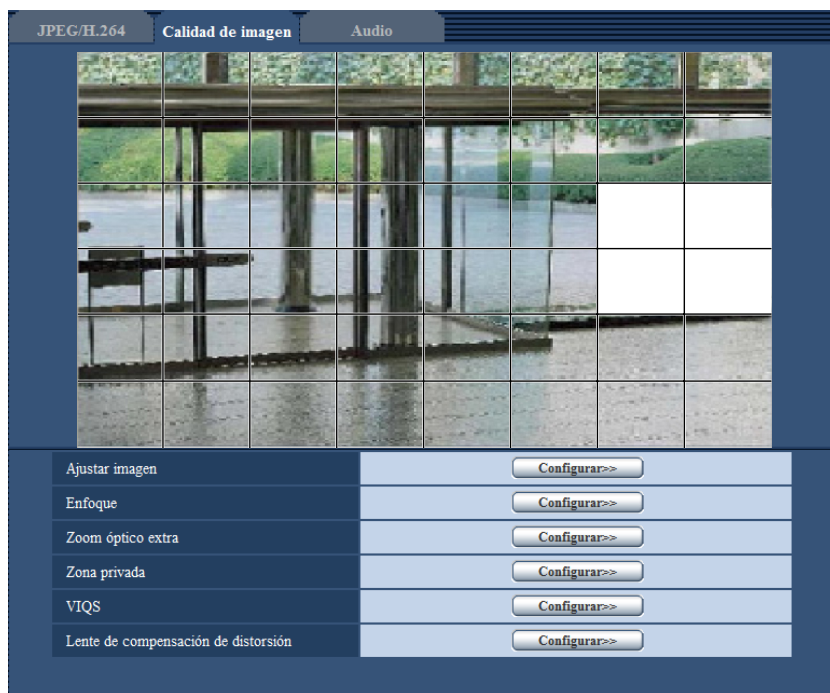 JPEG/H.264 Calidad de imagen Audio
Ajustar imagen Configurar>>
Enfoque Configurar>>
Zoom óptico extra Configurar>>
Zona privada Configurar>>
VIQS Configurar>>
Lente de compensación de distorsión Configurar>>